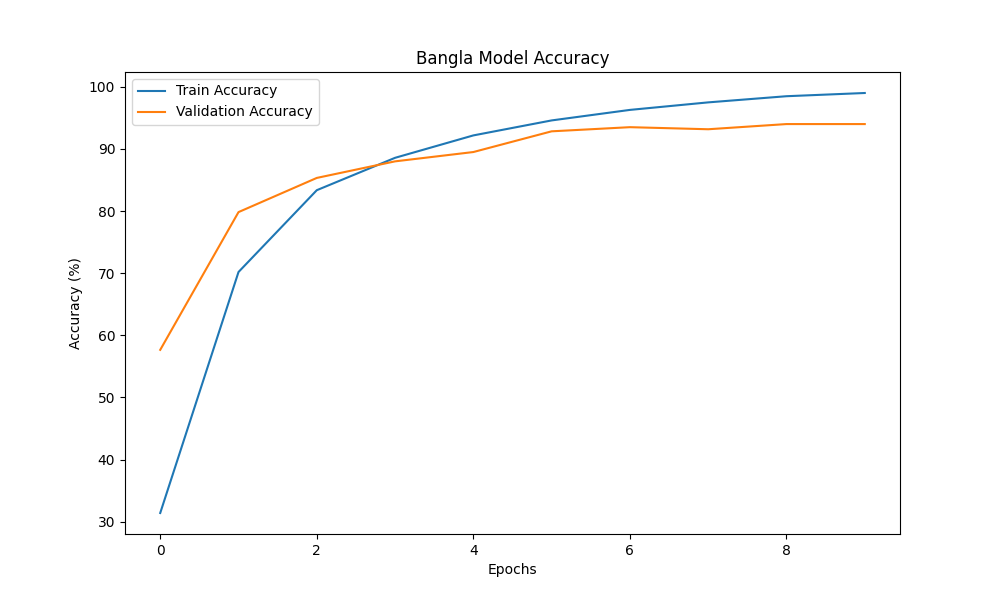 Bangla Model Accuracy
Train Accuracy
Validation Accuracy
100
90
80
70
60
50
40
30
Accuracy (%)
0 2 4 6 8
Epochs